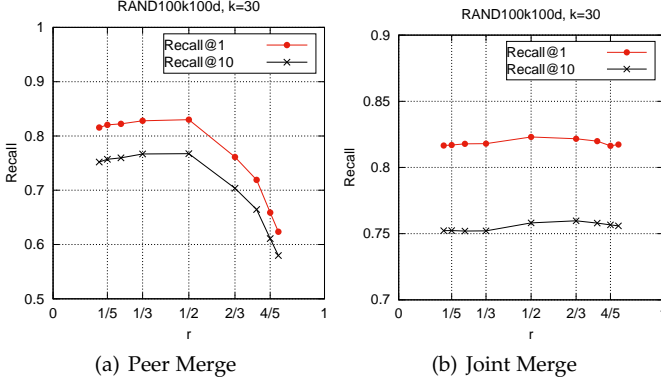 RAND100k100d, k=30
Recall@1
Recall@10
1
0.9
0.8
0.7
0.6
0.5
Recall
0 1/5 1/3 1/2 2/3 4/5 1
r
(a) Peer Merge
RAND100k100d, k=30
Recall@1
Recall@10
0.9
0.85
0.8
0.75
0.7
Recall
0 1/5 1/3 1/2 2/3 4/5 1
r
(b) Joint Merge